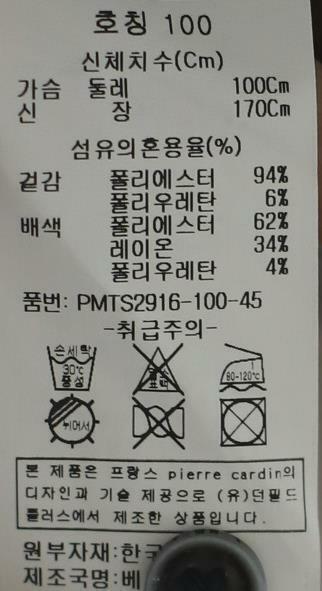 호칭 100
신체치수(Cm)
가슴 둘레 100Cm
신 장 170Cm
섬유의혼용율(%)
겉감 폴리에스터 94%
폴리우레탄 6%
배색 폴리에스터 62%
레이온 34%
폴리우레탄 4%
품번: PMTS2916-100-45
-취급주의-
손세탁
30℃
중성
80-120℃
뉘어서
본 제품은 프랑스 pierre cardin의
디자인과 기술 제공으로 (유)던필드
플러스에서 제조한 상품입니다.
원부자재:한국
제조국명:베